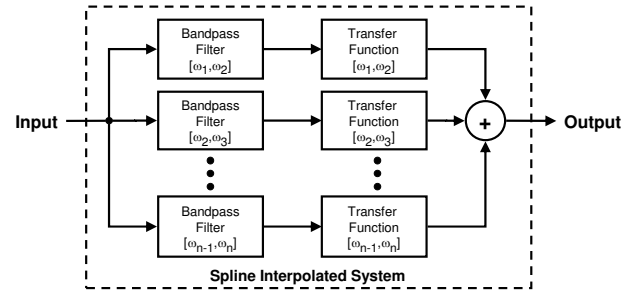 Bandpass
Filter
[ω₁,ω₂]
Transfer
Function
[ω₁,ω₂]
Input
Bandpass
Filter
[ω₂,ω₃]
Transfer
Function
[ω₂,ω₃]
+
Output
Bandpass
Filter
[ωₙ₋₁,ωₙ]
Transfer
Function
[ωₙ₋₁,ωₙ]
Spline Interpolated System